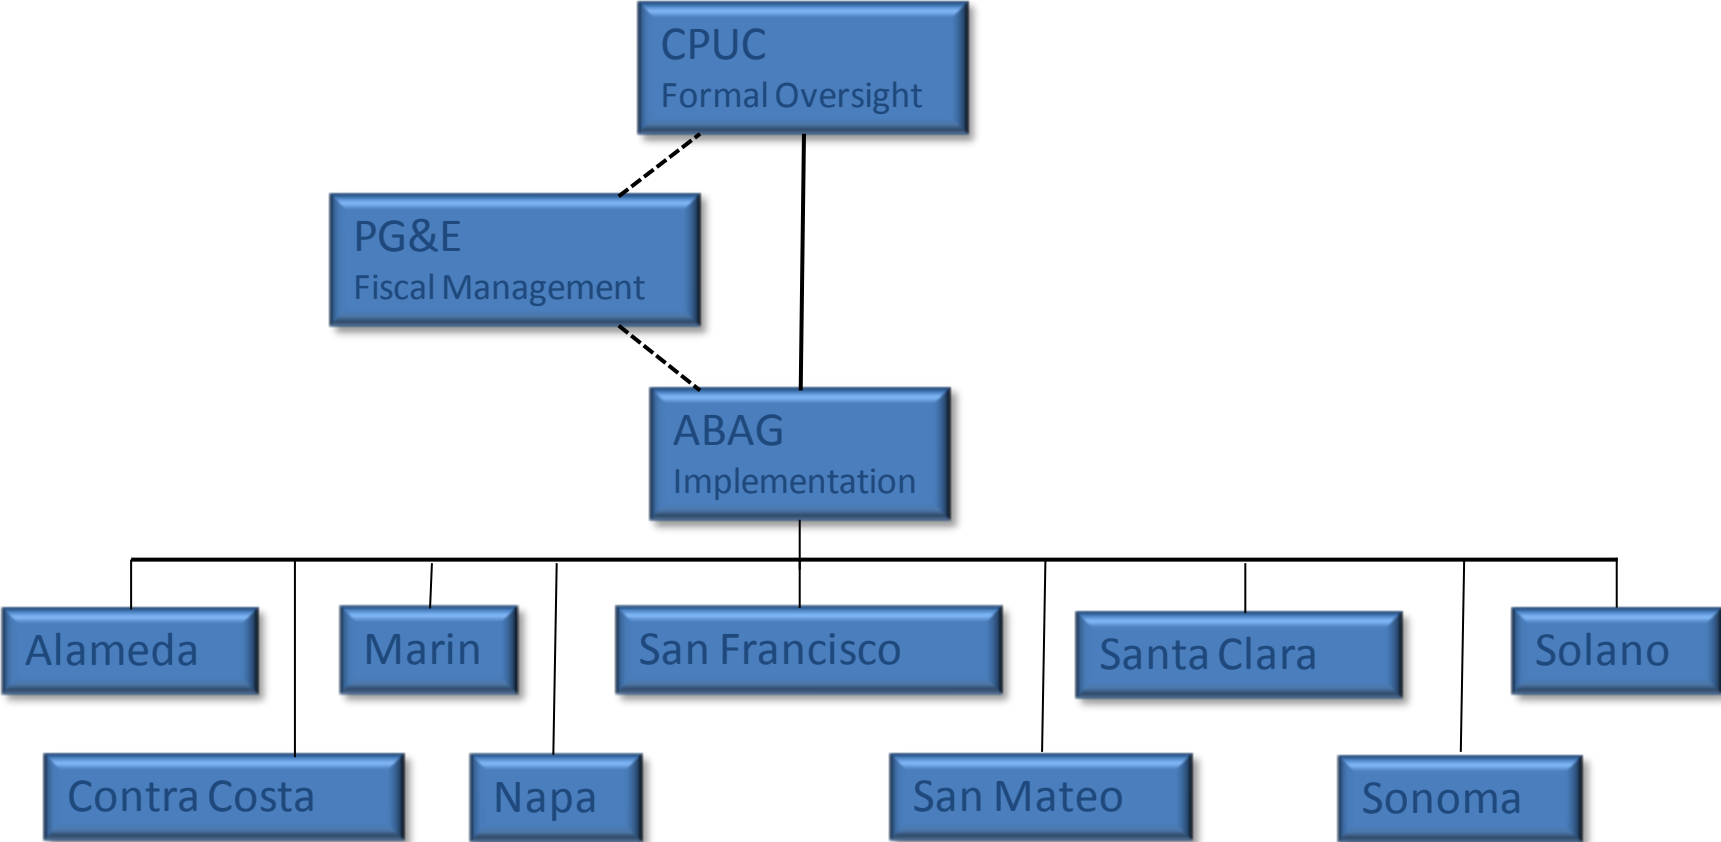 CPUC
Formal Oversight
PG&E
Fiscal Management
ABAG
Implementation
Alameda
Marin
San Francisco
Santa Clara
Solano
Contra Costa
Napa
San Mateo
Sonoma